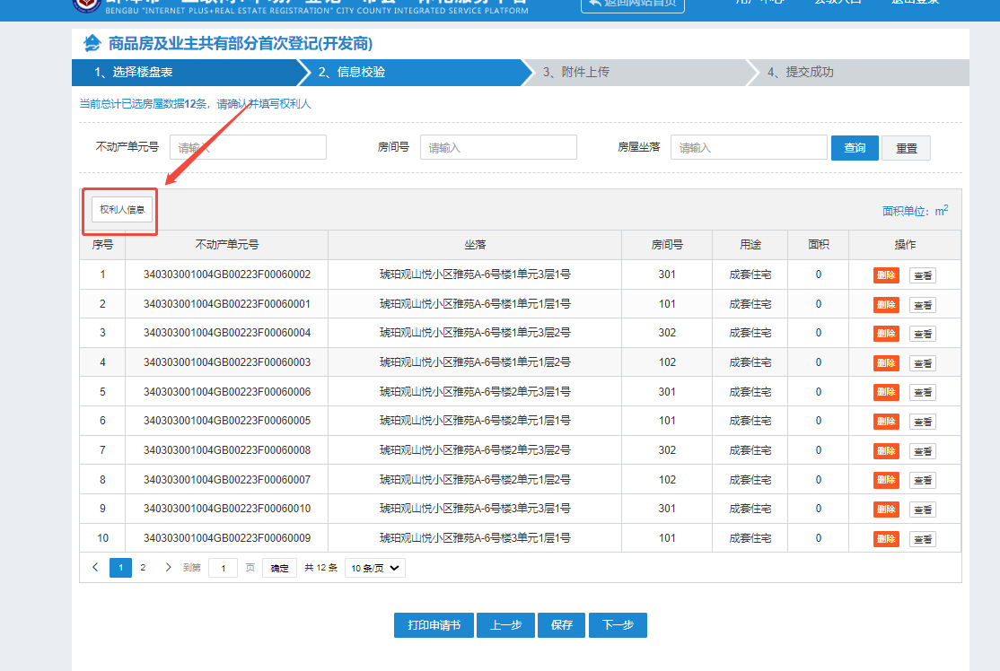 返回网站首页
BENGBU "INTERNET PLUS+REAL ESTATE REGISTRATION" CITY COUNTY INTEGRATED SERVICE PLATFORM
商品房及业主共有部分首次登记(开发商)
1、选择楼盘表 2、信息校验 3、附件上传 4、提交成功
当前总计已选房屋数据12条，请确认并填写权利人
不动产单元号 请输入 房间号 请输入 房屋坐落 请输入 查询 重置
权利人信息 面积单位：m²
序号 不动产单元号 坐落 房间号 用途 面积 操作
1 340303001004GB00223F00060002 琥珀观山悦小区雅苑A-6号楼1单元3层1号 301 成套住宅 0 删除 查看
2 340303001004GB00223F00060001 琥珀观山悦小区雅苑A-6号楼1单元1层1号 101 成套住宅 0 删除 查看
3 340303001004GB00223F00060004 琥珀观山悦小区雅苑A-6号楼1单元3层2号 302 成套住宅 0 删除 查看
4 340303001004GB00223F00060003 琥珀观山悦小区雅苑A-6号楼1单元1层2号 102 成套住宅 0 删除 查看
5 340303001004GB00223F00060006 琥珀观山悦小区雅苑A-6号楼2单元3层1号 301 成套住宅 0 删除 查看
6 340303001004GB00223F00060005 琥珀观山悦小区雅苑A-6号楼2单元1层1号 101 成套住宅 0 删除 查看
7 340303001004GB00223F00060008 琥珀观山悦小区雅苑A-6号楼2单元3层2号 302 成套住宅 0 删除 查看
8 340303001004GB00223F00060007 琥珀观山悦小区雅苑A-6号楼2单元1层2号 102 成套住宅 0 删除 查看
9 340303001004GB00223F00060010 琥珀观山悦小区雅苑A-6号楼3单元3层1号 301 成套住宅 0 删除 查看
10 340303001004GB00223F00060009 琥珀观山悦小区雅苑A-6号楼3单元1层1号 101 成套住宅 0 删除 查看
1 2 到第 1 页 确定 共 12 条 10 条/页
打印申请书 上一步 保存 下一步